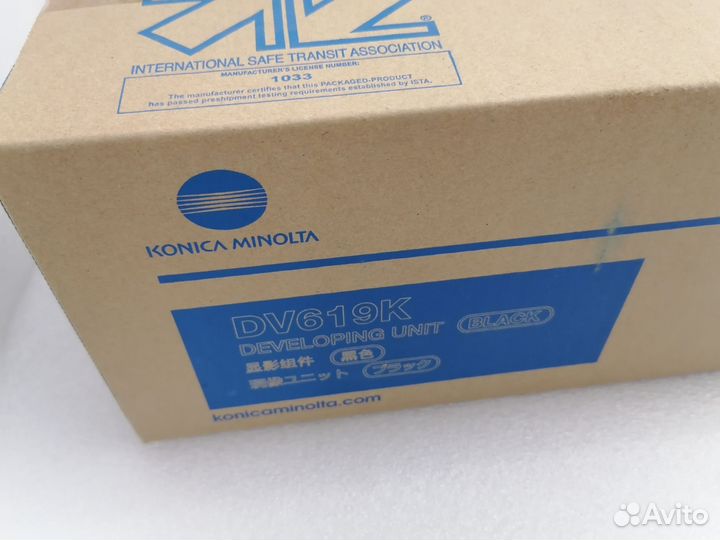 INTERNATIONAL SAFE TRANSIT ASSOCIATION
MANUFACTURER'S LICENSE NUMBER:
1033
The manufacturer certifies that this PACKAGED-PRODUCT
has passed preshipment testing requirements established by ISTA.
KONICA MINOLTA
DV619K
DEVELOPING UNIT BLACK
显影组件 黑色
現像ユニット ブラック
konicaminolta.com
Avito